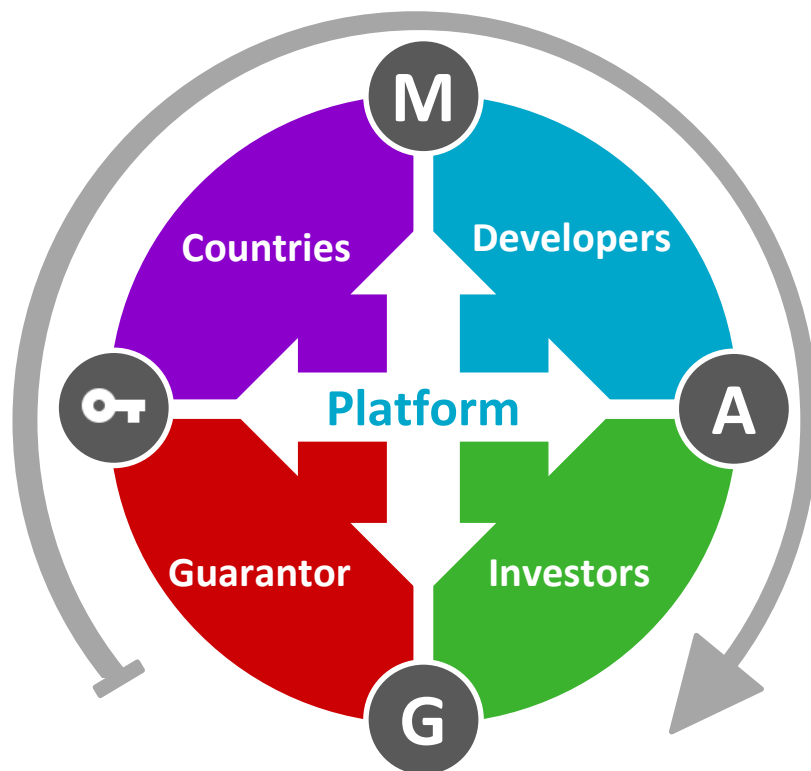 M
Countries
Developers
Platform
A
Guarantor
Investors
G